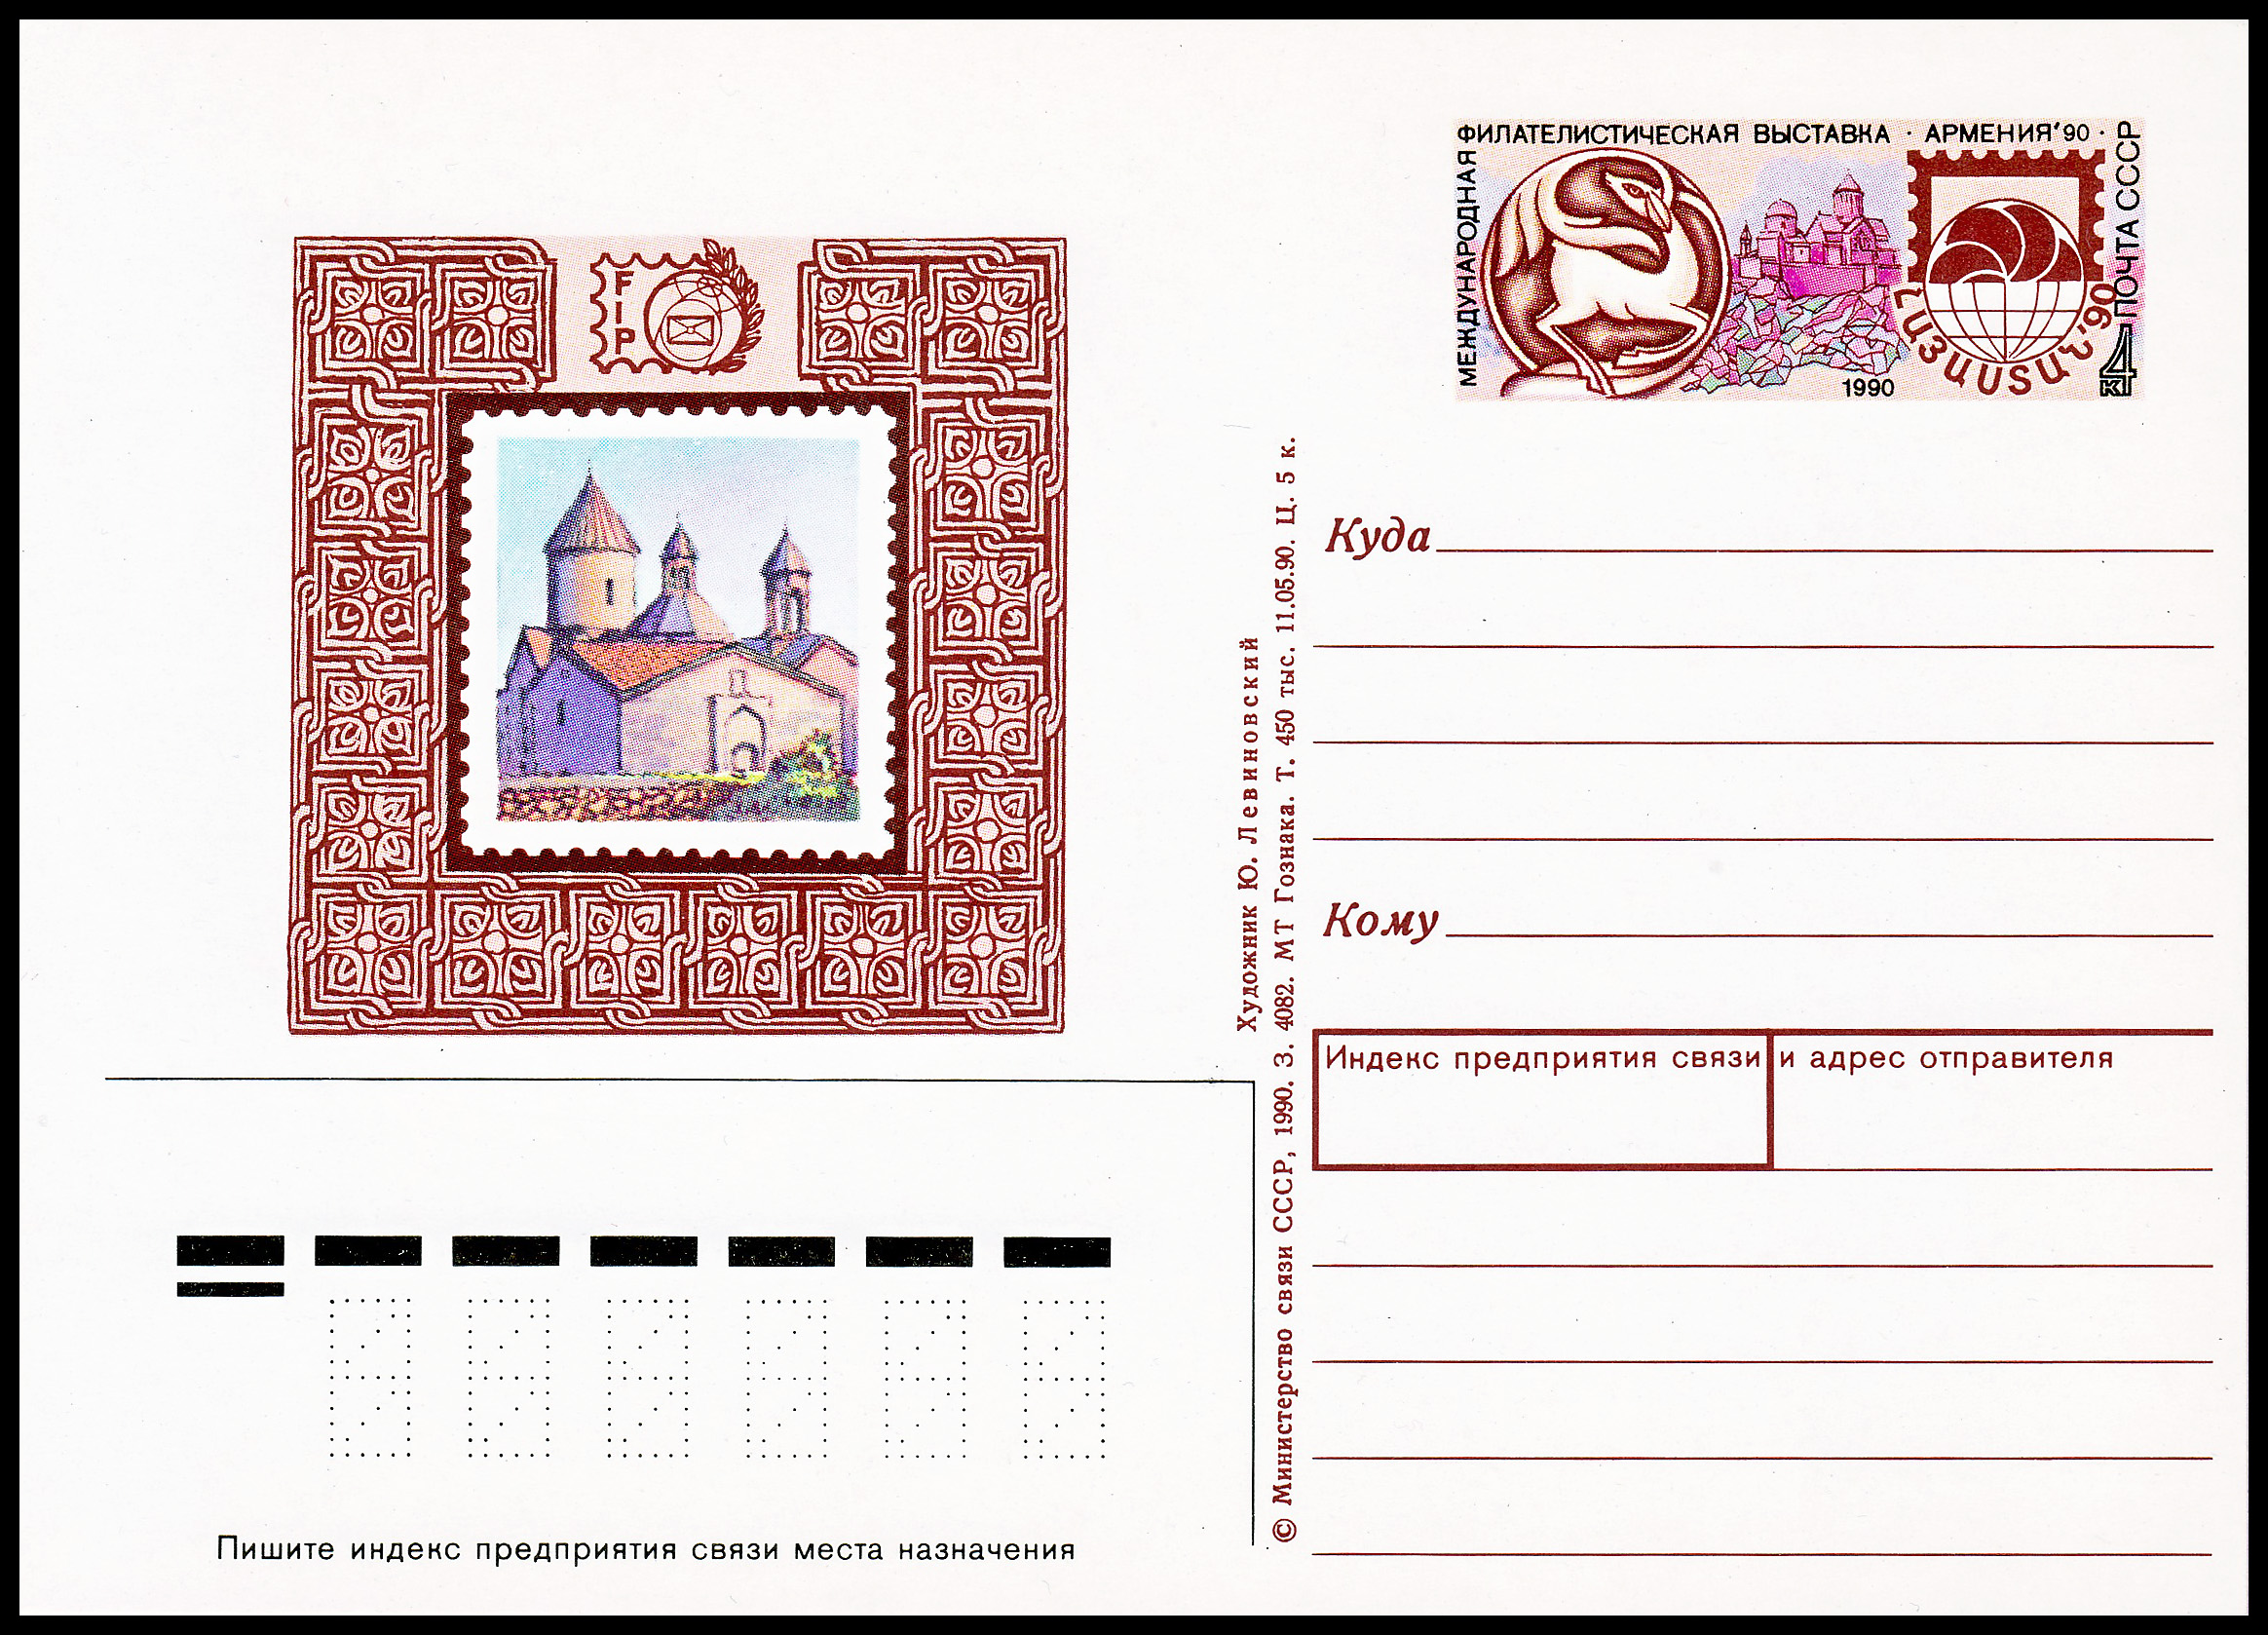 МЕЖДУНАРОДНАЯ ФИЛАТЕЛИСТИЧЕСКАЯ ВЫСТАВКА · АРМЕНИЯ'90 · ПОЧТА СССР
ՀԱՅԱՍՏԱՆ '90
1990
4 К
FIP
Куда
Кому
Индекс предприятия связи и адрес отправителя
Художник Ю. Левиновский
© Министерство связи СССР, 1990. З. 4082. МТ Гознака. Т. 450 тыс. 11.05.90. Ц. 5 к.
Пишите индекс предприятия связи места назначения